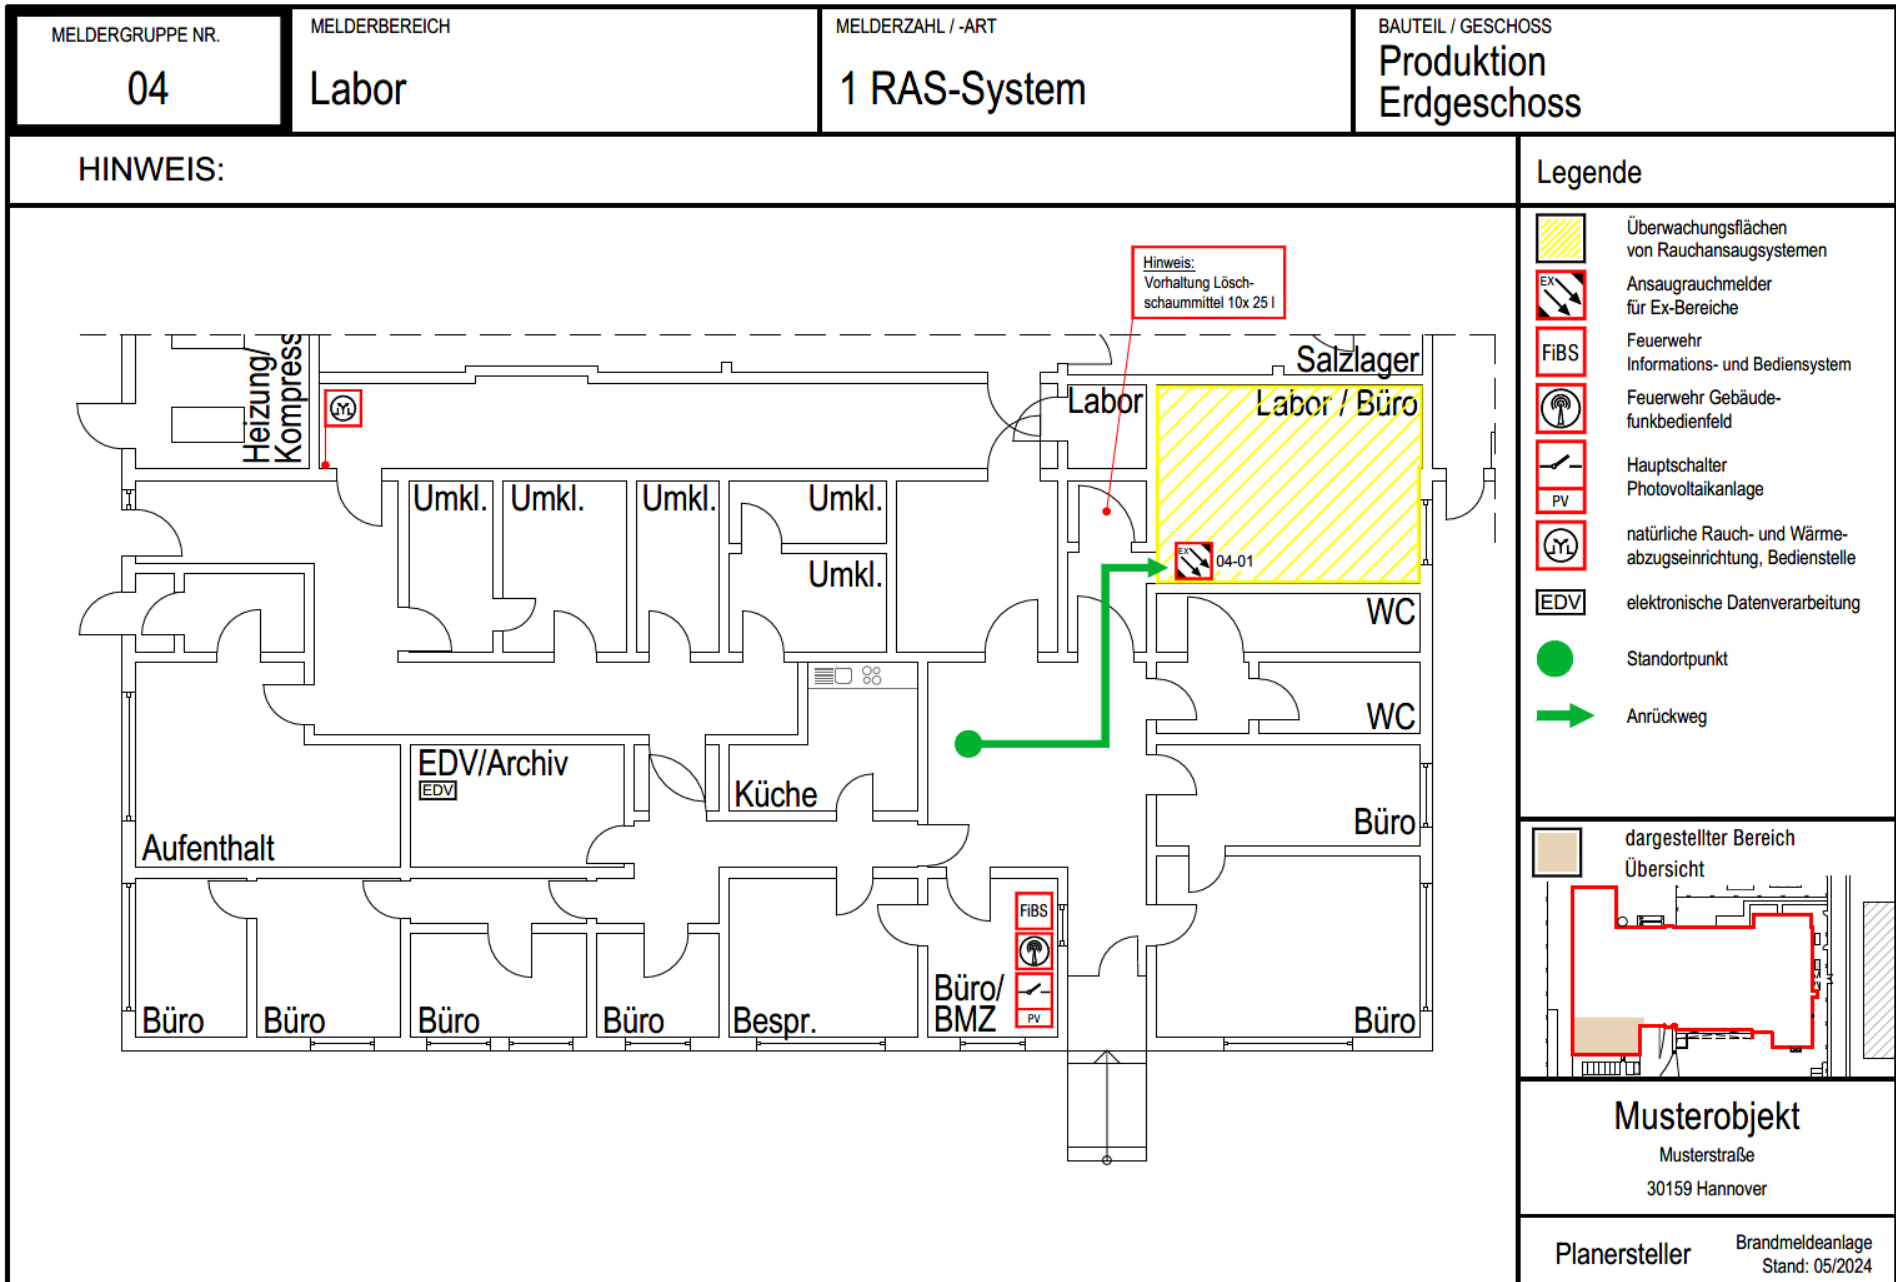 MELDERGRUPPE NR.
04
MELDERBEREICH
Labor
MELDERZAHL / -ART
1 RAS-System
BAUTEIL / GESCHOSS
Produktion
Erdgeschoss
HINWEIS:
Legende
Hinweis:
Vorhaltung Lösch-
schaummittel 10x 25 l
Heizung/
Kompress
Salzlager
Labor
Labor / Büro
Umkl.
Umkl.
Umkl.
Umkl.
Umkl.
EX
04-01
WC
WC
EDV/Archiv
EDV
Küche
Büro
Aufenthalt
FiBS
Büro/
BMZ
PV
Büro
Büro
Büro
Büro
Bespr.
Büro
Überwachungsflächen
von Rauchansaugsystemen
EX
Ansaugrauchmelder
für Ex-Bereiche
FiBS
Feuerwehr
Informations- und Bediensystem
Feuerwehr Gebäude-
funkbedienfeld
Hauptschalter
Photovoltaikanlage
PV
natürliche Rauch- und Wärme-
abzugseinrichtung, Bedienstelle
EDV
elektronische Datenverarbeitung
Standortpunkt
Anrückweg
dargestellter Bereich
Übersicht
Musterobjekt
Musterstraße
30159 Hannover
Planersteller
Brandmeldeanlage
Stand: 05/2024